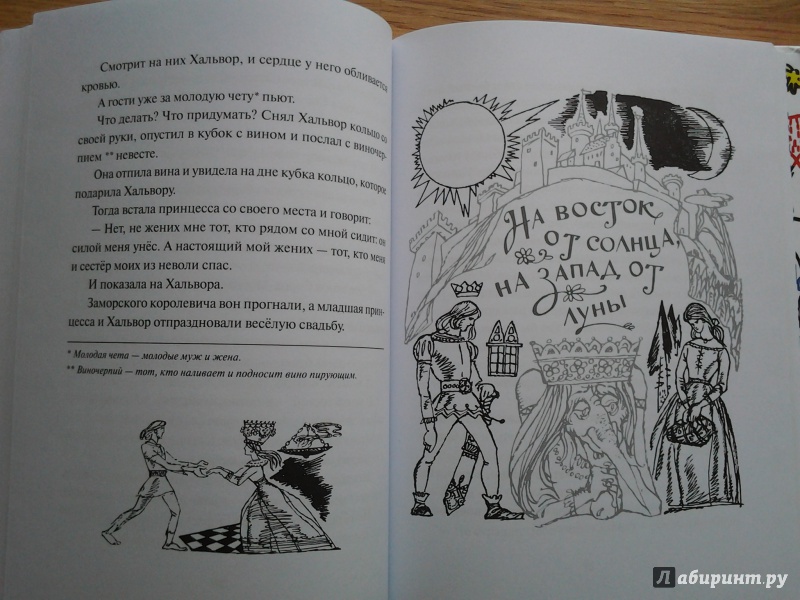 Смотрит на них Хальвор, и сердце у него обливается
кровью.
А гости уже за молодую чету* пьют.
Что делать? Что придумать? Снял Хальвор кольцо со
своей руки, опустил в кубок с вином и послал с виночер-
пием ** невесте.
Она отпила вина и увидела на дне кубка кольцо, которое
подарила Хальвору.
Тогда встала принцесса со своего места и говорит:
— Нет, не жених мне тот, кто рядом со мной сидит: он
силой меня унёс. А настоящий мой жених — тот, кто меня
и сестёр моих из неволи спас.
И показала на Хальвора.
Заморского королевича вон прогнали, а младшая прин-
цесса и Хальвор отпраздновали весёлую свадьбу.
* Молодая чета — молодые муж и жена.
** Виночерпий — тот, кто наливает и подносит вино пирующим.
На восток
от солнца,
на запад от
луны
Лабиринт.ру